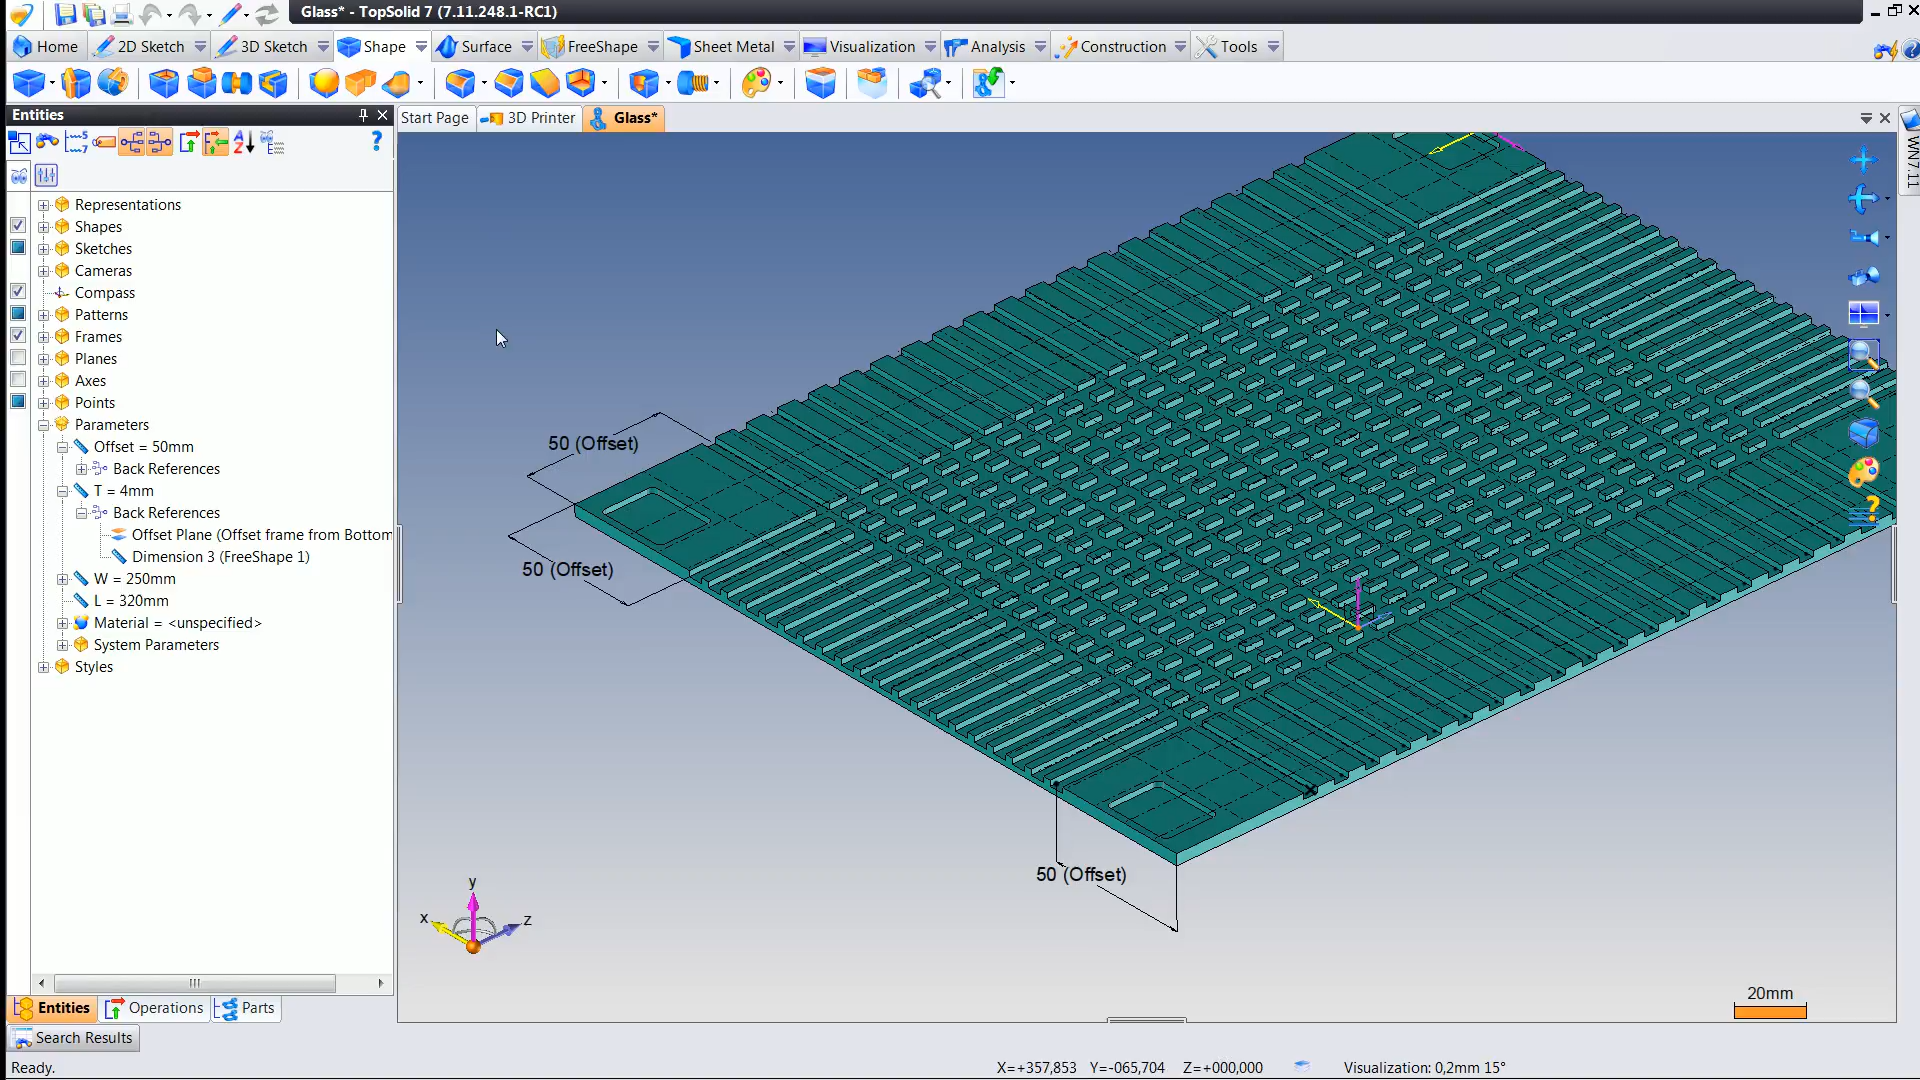 Glass* - TopSolid 7 (7.11.248.1-RC1)
Home
2D Sketch
3D Sketch
Shape
Surface
FreeShape
Sheet Metal
Visualization
Analysis
Construction
Tools
Entities
Start Page
3D Printer
Glass*
WN7.11
Representations
Shapes
Sketches
Cameras
Compass
Patterns
Frames
Planes
Axes
Points
Parameters
Offset = 50mm
Back References
T = 4mm
Back References
Offset Plane (Offset frame from Bottom
Dimension 3 (FreeShape 1)
W = 250mm
L = 320mm
Material = <unspecified>
System Parameters
Styles
50 (Offset)
50 (Offset)
50 (Offset)
y
x
z
20mm
Entities
Operations
Parts
Search Results
Ready.
X=+357,853 Y=-065,704 Z=+000,000
Visualization: 0,2mm 15°